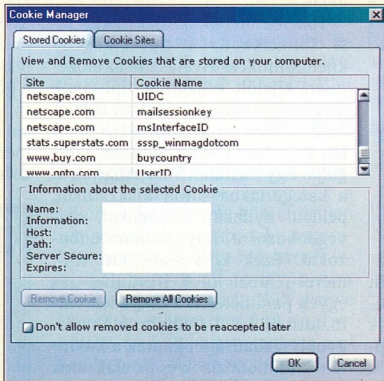 Cookie Manager
Stored Cookies Cookie Sites
View and Remove Cookies that are stored on your computer.
Site Cookie Name
netscape.com UIDC
netscape.com mailsessionkey
netscape.com msInterfaceID
stats.superstats.com sssp_winmagdotcom
www.buy.com buycountry
www.goto.com UserID
Information about the selected Cookie
Name:
Information:
Host:
Path:
Server Secure:
Expires:
Remove Cookie Remove All Cookies
Don't allow removed cookies to be reaccepted later
OK Cancel